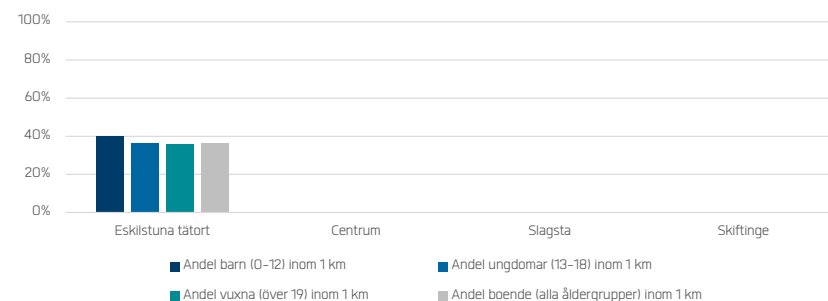 100%
80%
60%
40%
20%
0%
Eskilstuna tätort Centrum Slagsta Skiftinge
Andel barn (0-12) inom 1 km Andel ungdomar (13-18) inom 1 km
Andel vuxna (över 19) inom 1 km Andel boende (alla åldergrupper) inom 1 km